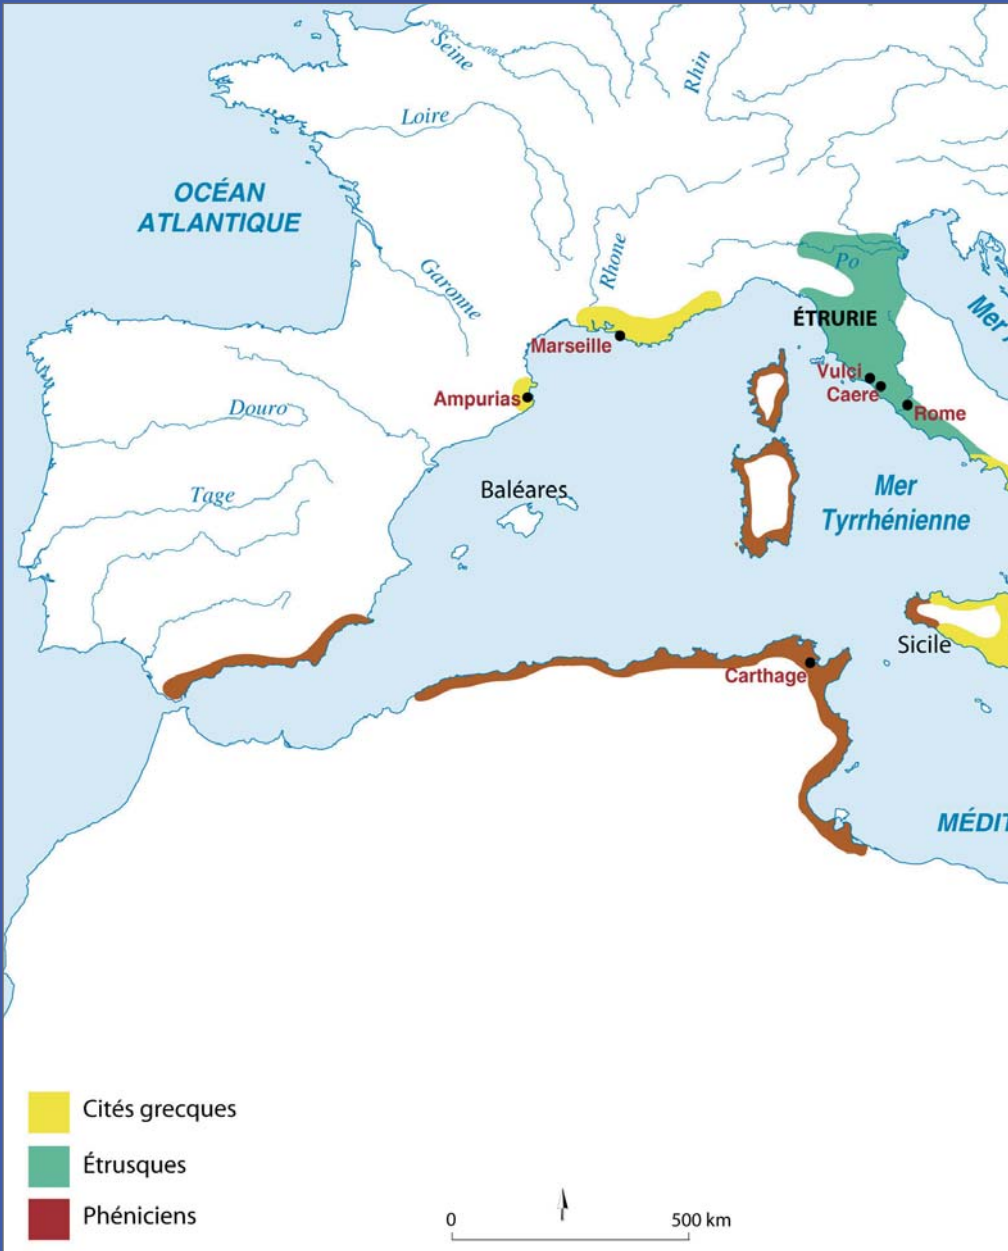 Seine
Rhin
Loire
OCÉAN
ATLANTIQUE
Rhone
Garonne
Po
Mer
ÉTRURIE
Marseille
Vulci
Caere
Ampurias
Rome
Douro
Baléares
Tage
Mer
Tyrrhénienne
Sicile
Carthage
MÉDIT
Cités grecques
Étrusques
Phéniciens
0 500 km